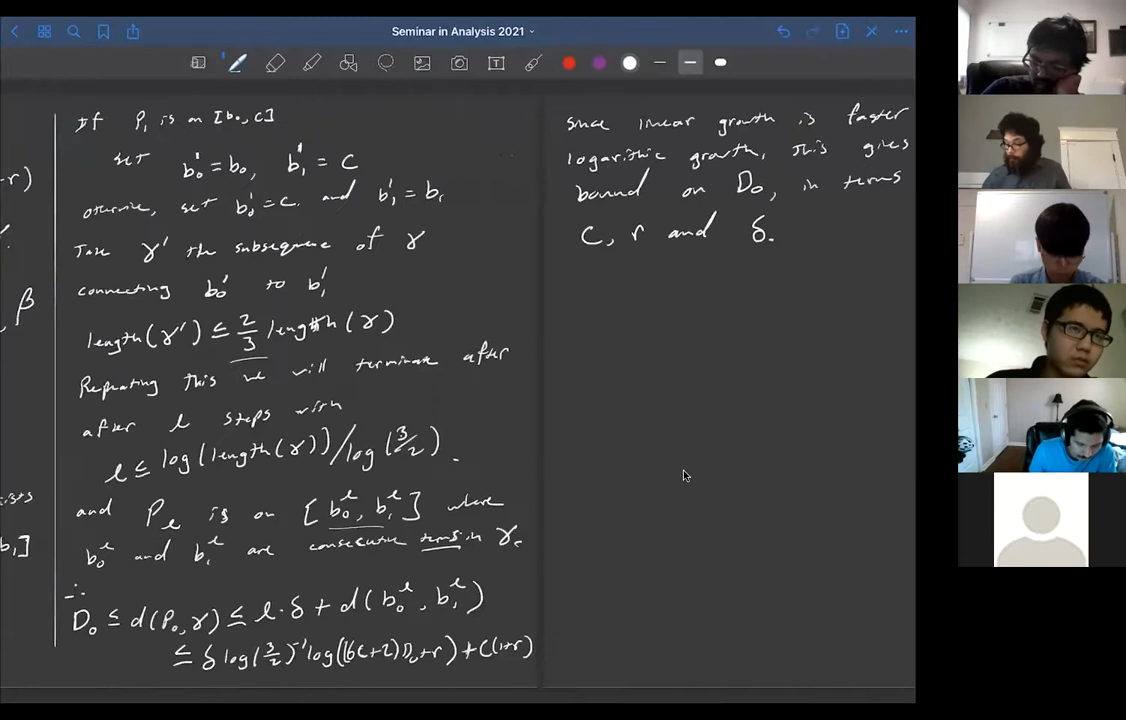 Seminar in Analysis 2021
-r)
β
b₁]
If P₁ is on [b₀, c]
set b₀' = b₀, b₁' = c
otherwise, set b₀' = c and b₁' = b₁
Take γ' the subsequence of γ
connecting b₀' to b₁'
length(γ') ≤ 2/3 length(γ)
Repeating this we will terminate after
after l steps with
l ≤ log(length(γ))/log(3/2).
and P_l is on [b₀ˡ, b₁ˡ] where
b₀ˡ and b₁ˡ are consecutive terms in γ.
∴
D₀ ≤ d(P₀, γ) ≤ l·δ + d(b₀ˡ, b₁ˡ)
≤ δ log(3/2)⁻¹ log((6C+2)D₀+r) + C(1+r)
Since linear growth is faster
logarithic growth, this gives
bound on D₀, in terms
C, r and δ.